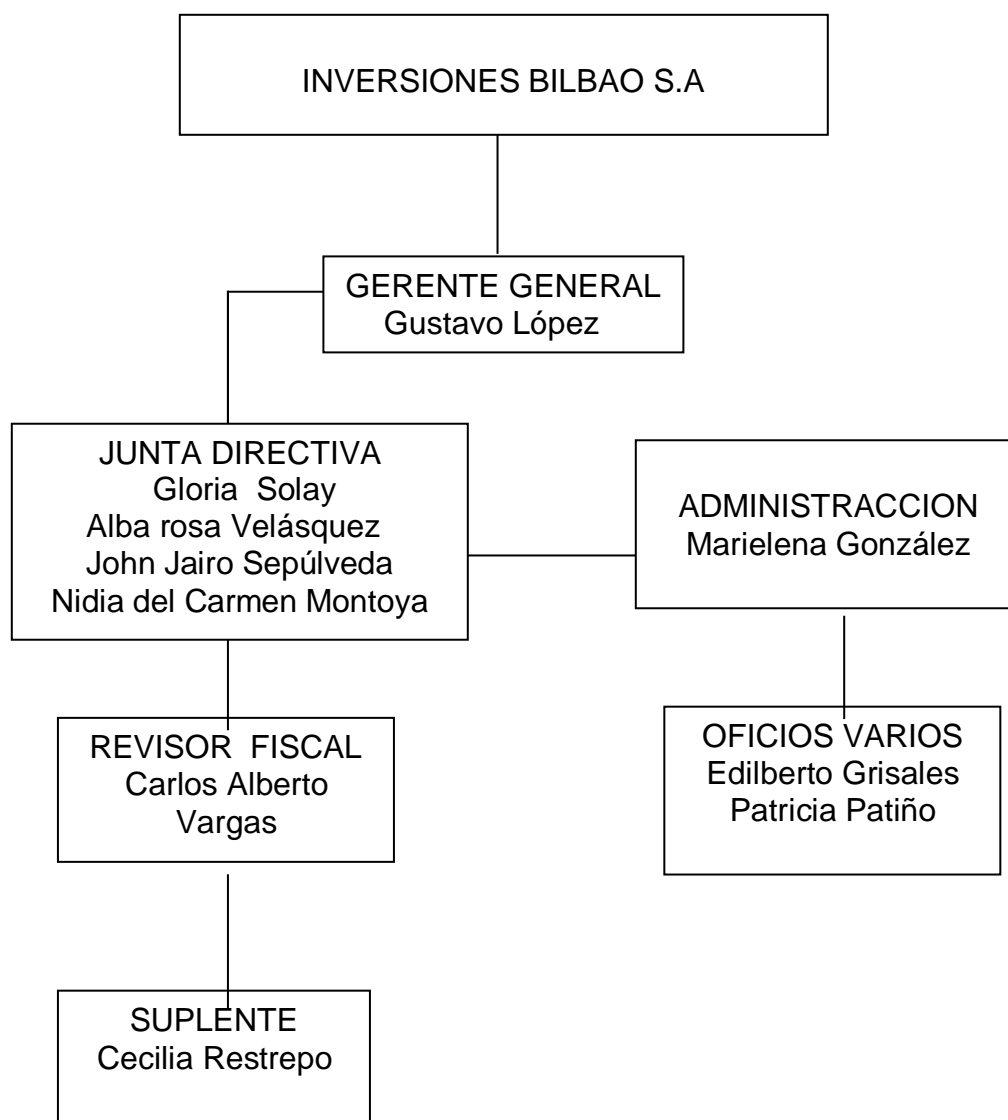 INVERSIONES BILBAO S.A
GERENTE GENERAL
Gustavo López
JUNTA DIRECTIVA
Gloria  Solay
Alba rosa Velásquez
John Jairo Sepúlveda
Nidia del Carmen Montoya
ADMINISTRACCION
Marielena González
REVISOR  FISCAL
Carlos Alberto
Vargas
OFICIOS VARIOS
Edilberto Grisales
Patricia Patiño
SUPLENTE
Cecilia Restrepo